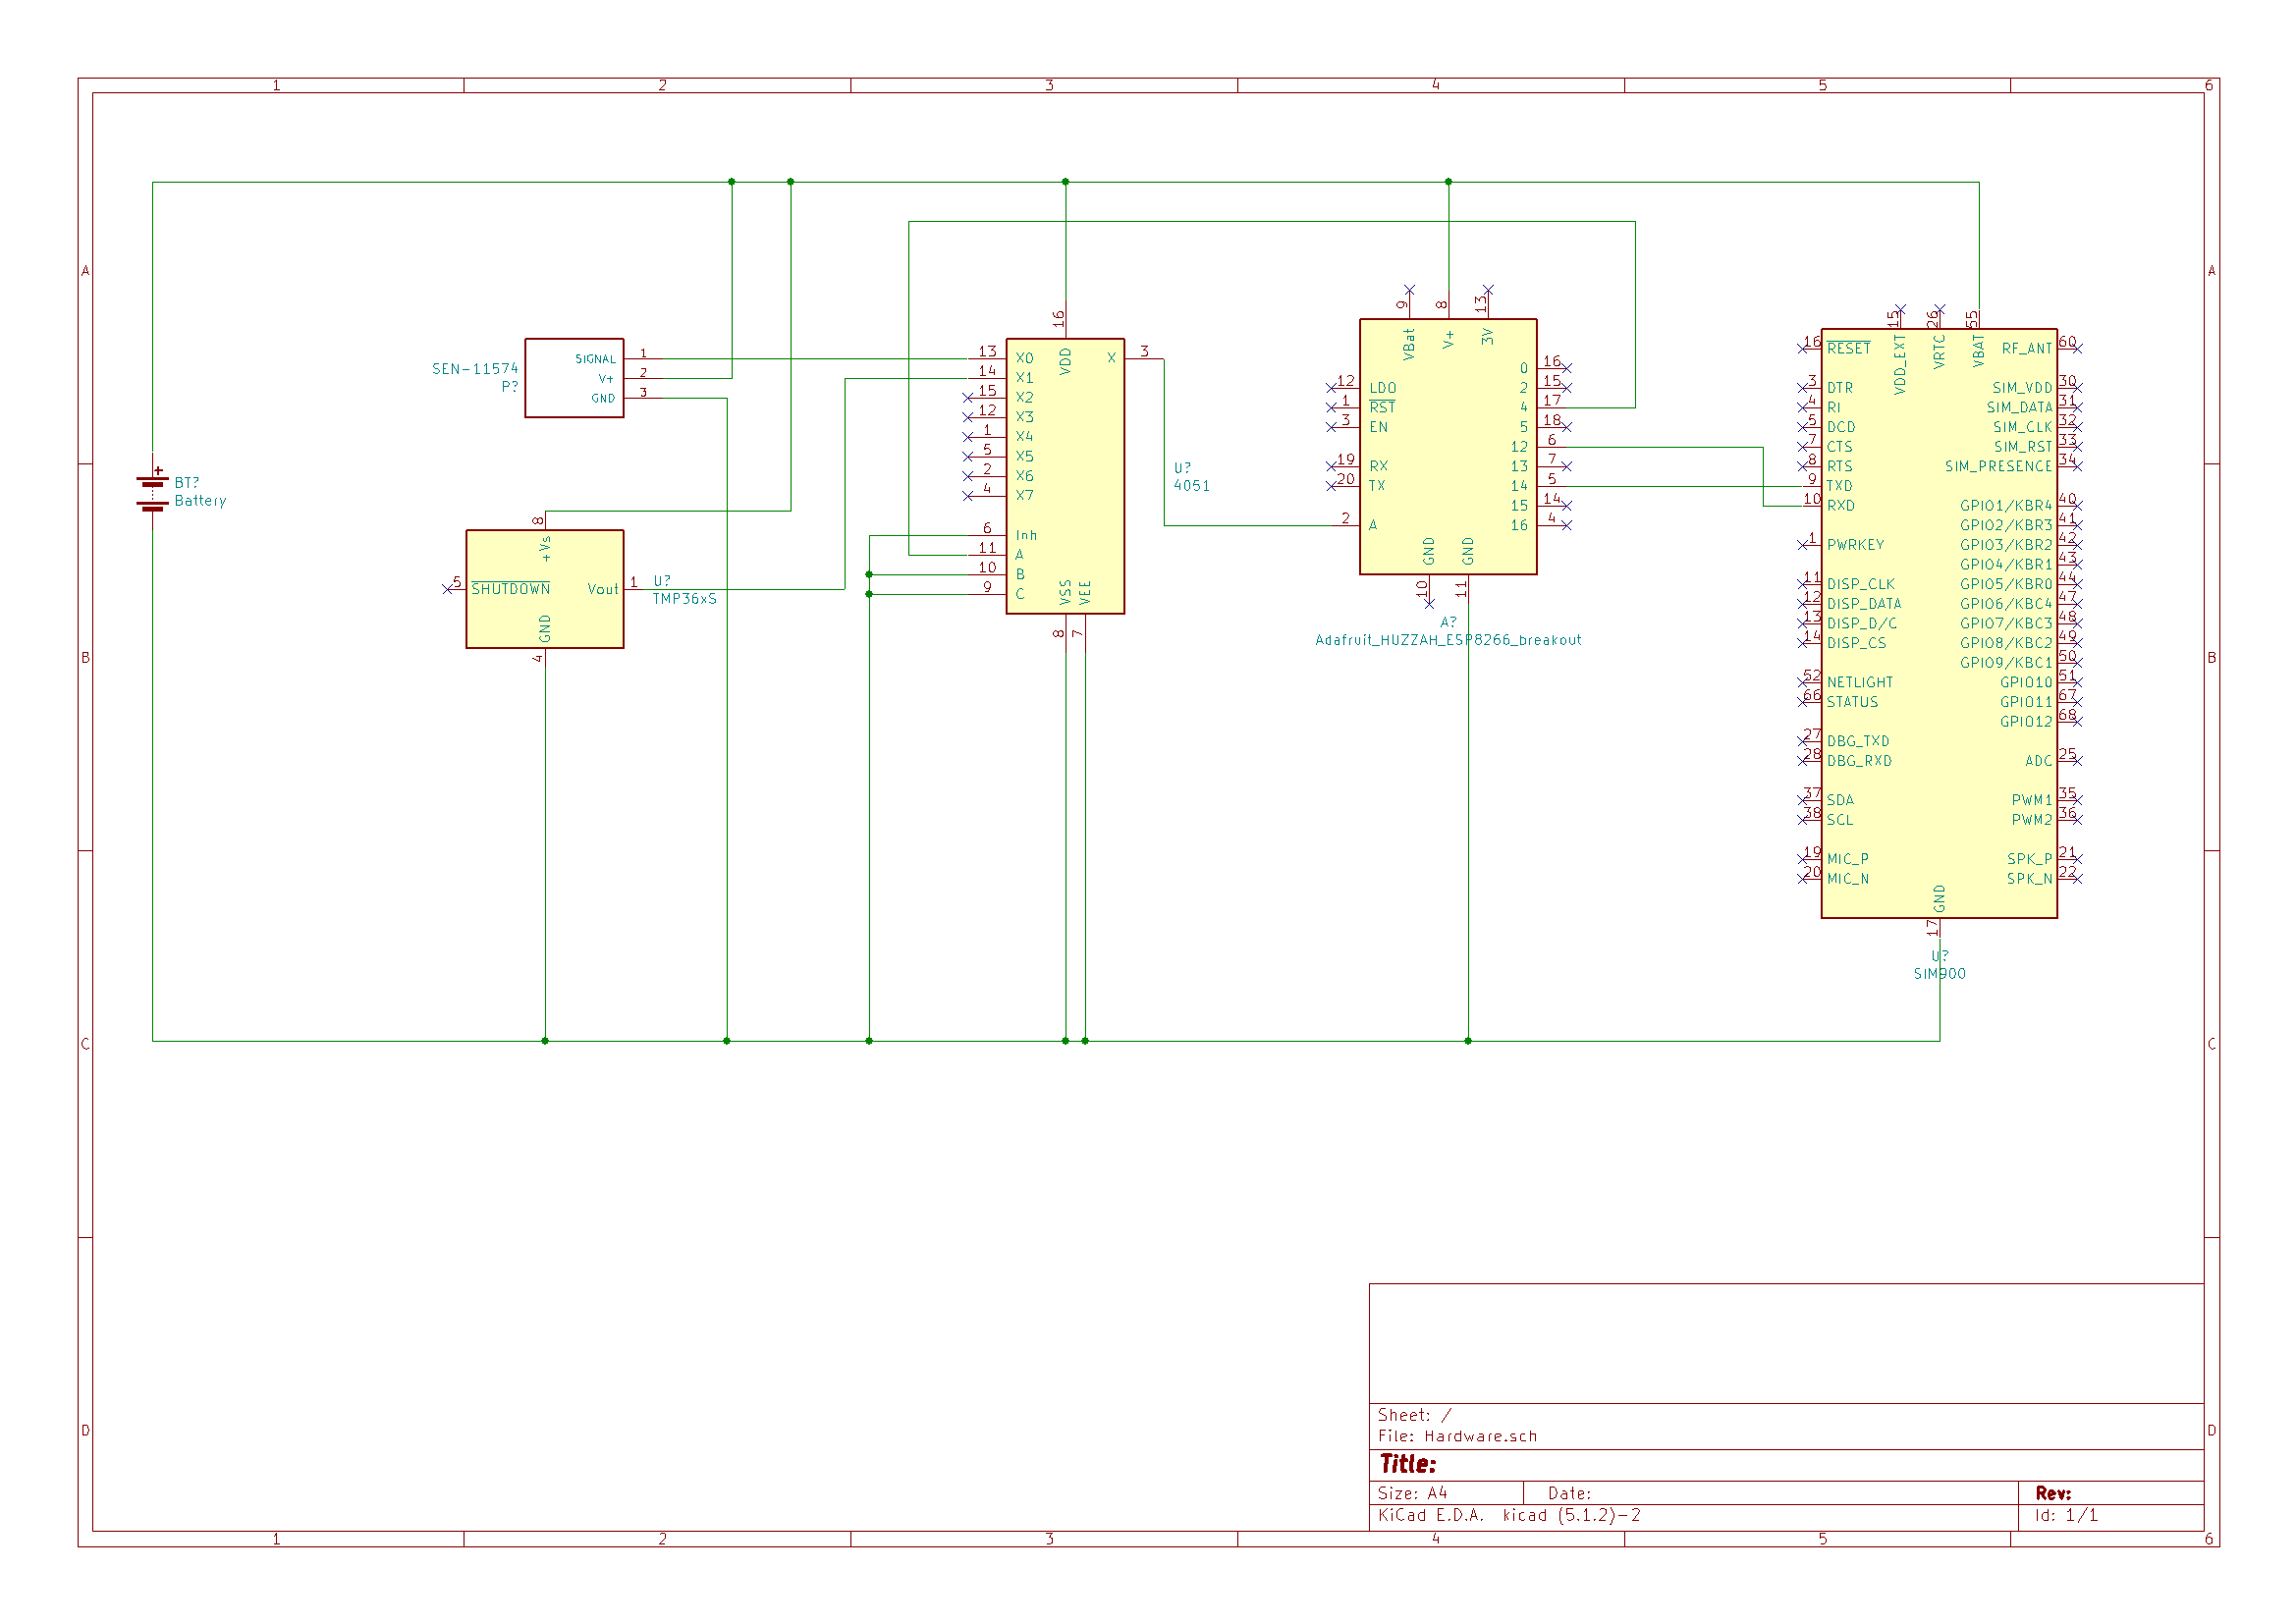 1 2 3 4 5 6
A A
B B
C C
D D
BT?
Battery
+
SEN-11574
P?
SIGNAL 1
V+ 2
GND 3
8
+Vs
5 SHUTDOWN Vout 1
GND
4
U?
TMP36xS
16
VDD
13 X0 X 3
14 X1
15 X2
12 X3
1 X4
5 X5
2 X6
4 X7
6 Inh
11 A
10 B
9 C
VSS VEE
8 7
U?
4051
9 8 13
VBat V+ 3V
12 LDO
1 RST
3 EN
19 RX
20 TX
2 A
0 16
2 15
4 17
5 18
12 6
13 7
14 5
15 14
16 4
GND GND
10 11
A?
Adafruit_HUZZAH_ESP8266_breakout
15 26 55
VDD_EXT VRTC VBAT
16 RESET
3 DTR
4 RI
5 DCD
7 CTS
8 RTS
9 TXD
10 RXD
1 PWRKEY
11 DISP_CLK
12 DISP_DATA
13 DISP_D/C
14 DISP_CS
52 NETLIGHT
66 STATUS
27 DBG_TXD
28 DBG_RXD
37 SDA
38 SCL
19 MIC_P
20 MIC_N
RF_ANT 60
SIM_VDD 30
SIM_DATA 31
SIM_CLK 32
SIM_RST 33
SIM_PRESENCE 34
GPIO1/KBR4 40
GPIO2/KBR3 41
GPIO3/KBR2 42
GPIO4/KBR1 43
GPIO5/KBR0 44
GPIO6/KBC4 47
GPIO7/KBC3 48
GPIO8/KBC2 49
GPIO9/KBC1 50
GPIO10 51
GPIO11 67
GPIO12 68
ADC 25
PWM1 35
PWM2 36
SPK_P 21
SPK_N 22
GND
17
U?
SIM900
Sheet: /
File: Hardware.sch
Title:
Size: A4 Date: Rev:
KiCad E.D.A. kicad (5.1.2)-2 Id: 1/1
1 2 3 4 5 6